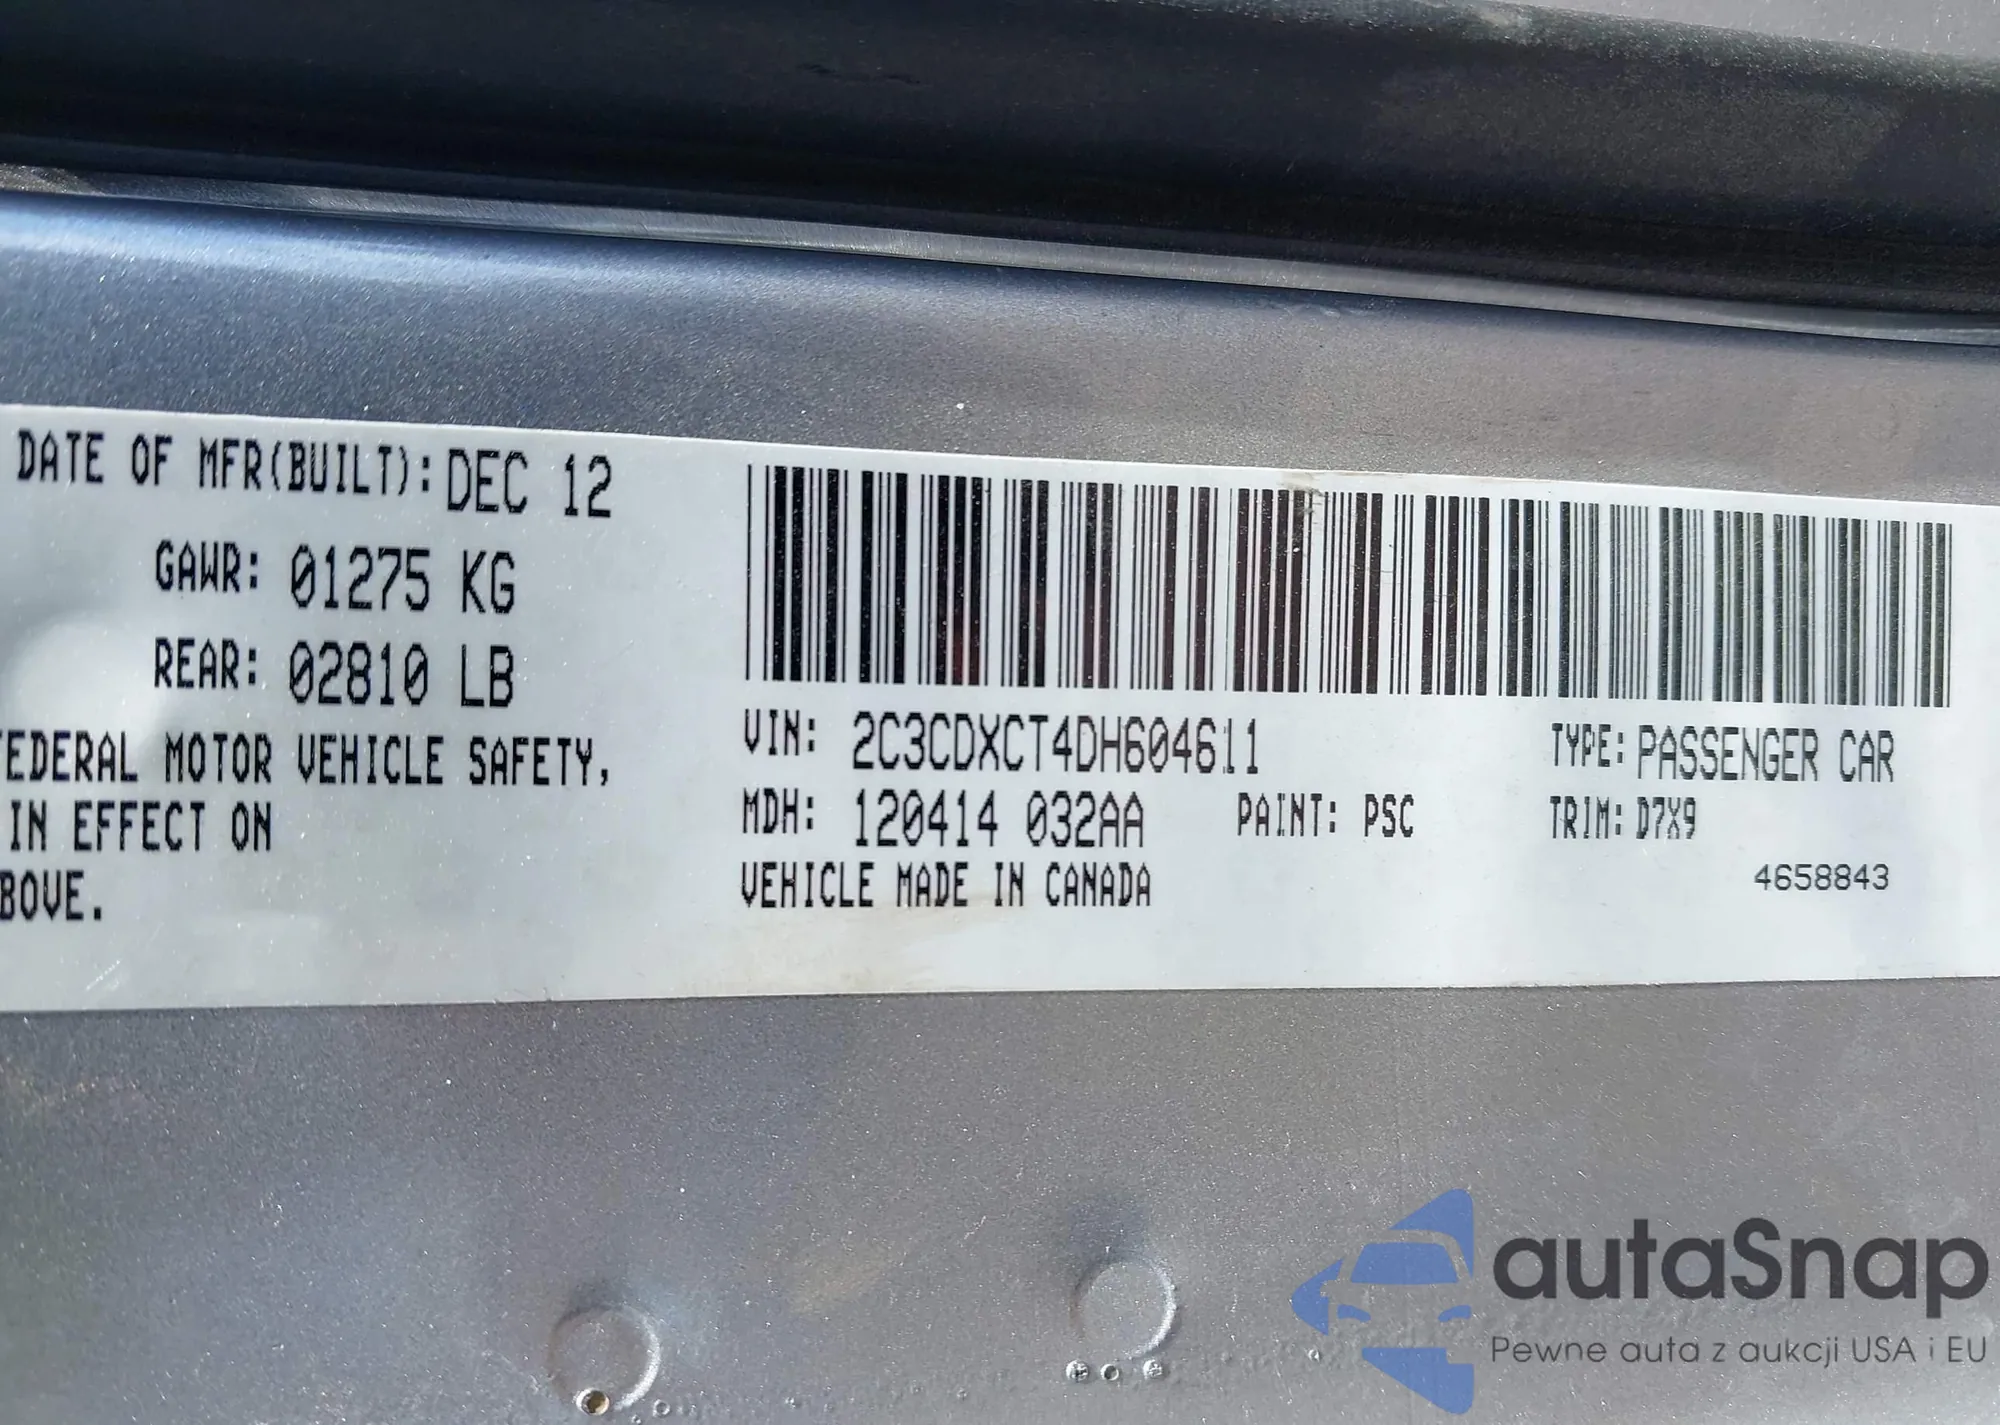 DATE OF MFR(BUILT): DEC 12
GAWR: 01275 KG
REAR: 02810 LB
FEDERAL MOTOR VEHICLE SAFETY,
IN EFFECT ON
BOVE.
VIN: 2C3CDXCT4DH604611 TYPE: PASSENGER CAR
MDH: 120414 032AA PAINT: PSC TRIM: D7X9
VEHICLE MADE IN CANADA
4658843
autaSnap
Pewne auta z aukcji USA i EU